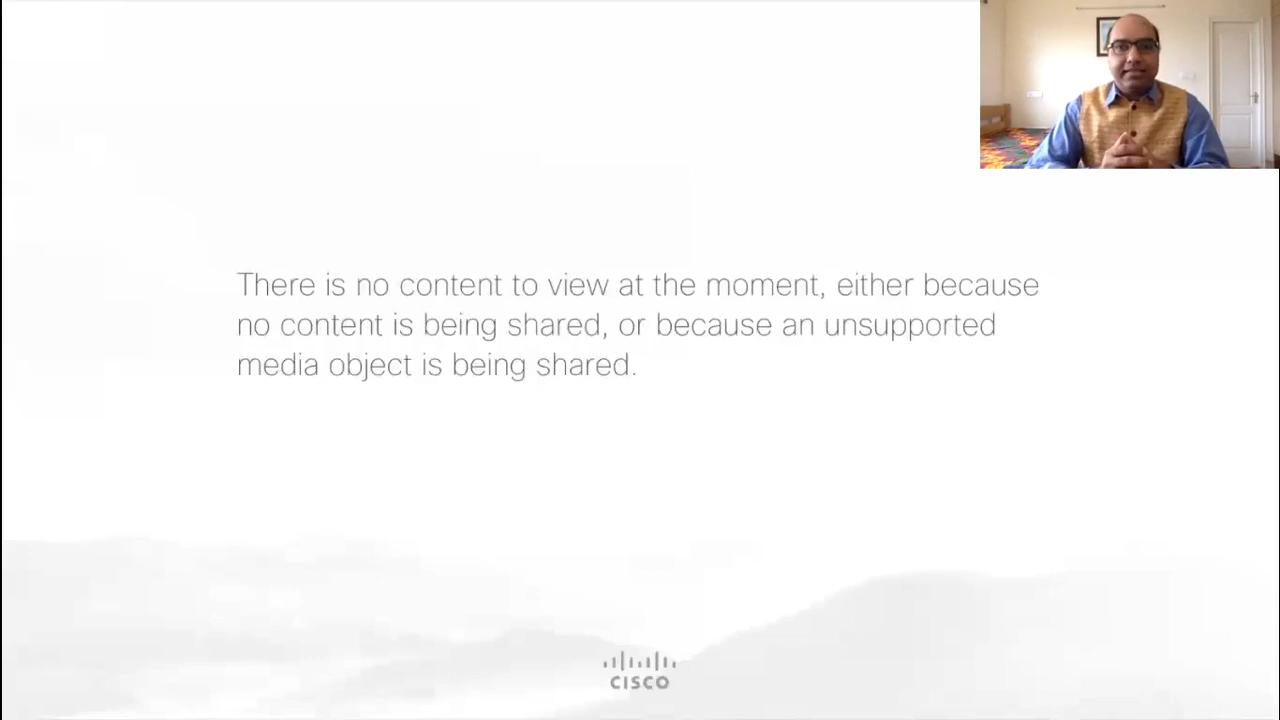 There is no content to view at the moment, either because
no content is being shared, or because an unsupported
media object is being shared.
CISCO